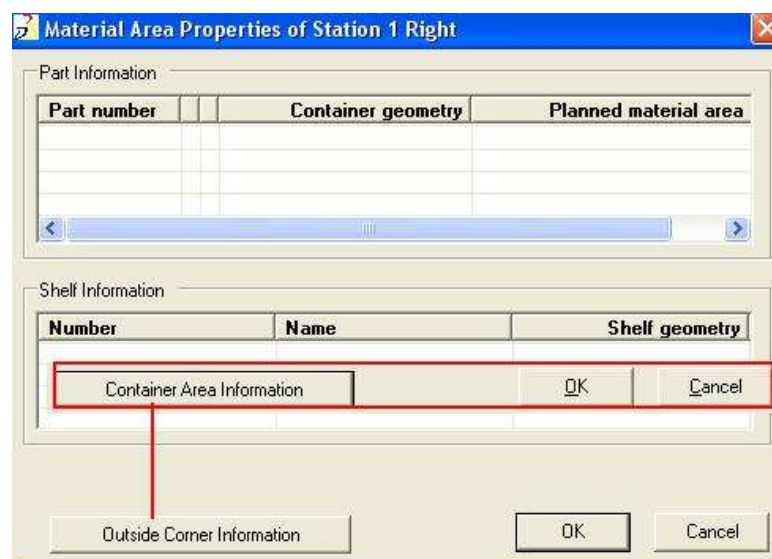 Material Area Properties of Station 1 Right
Part Information
Part number Container geometry Planned material area
Shelf Information
Number Name Shelf geometry
Container Area Information OK Cancel
Outside Corner Information OK Cancel